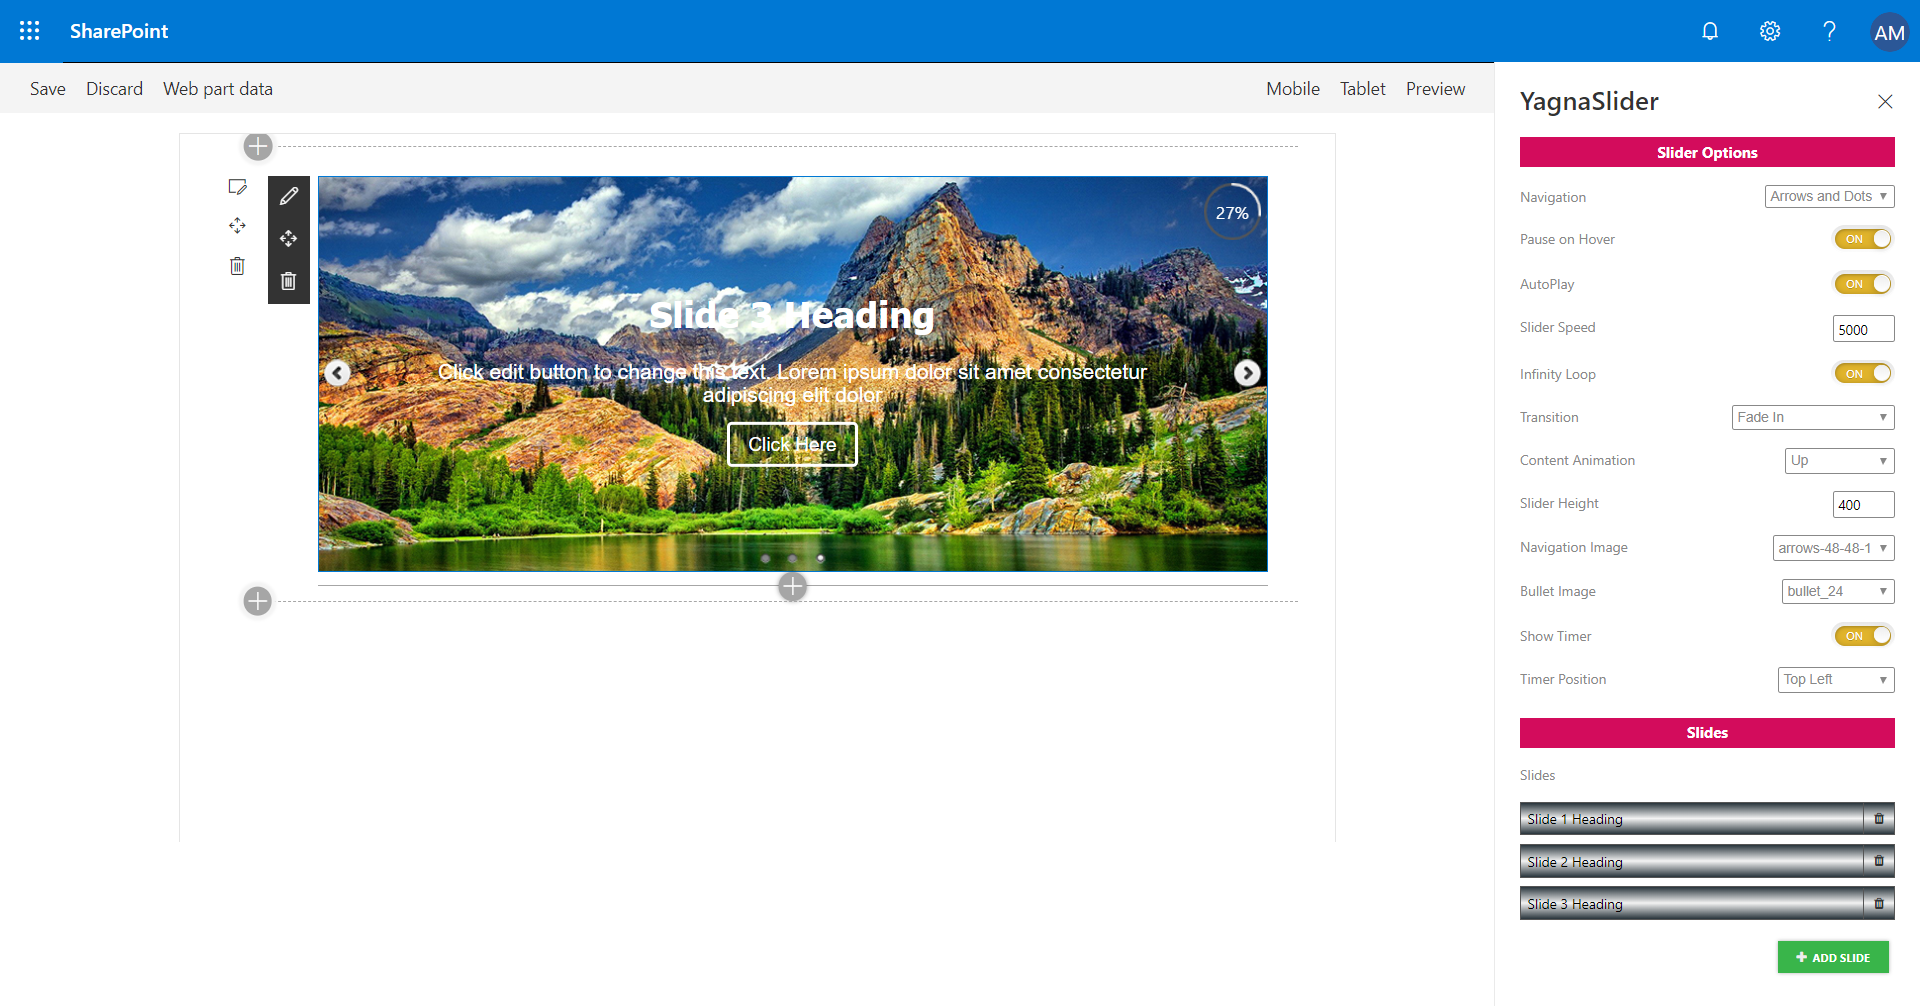 SharePoint
AM
Save Discard Web part data
Mobile Tablet Preview
27%
Slide 3 Heading
Click edit button to change this text. Lorem ipsum dolor sit amet consectetur
adipiscing elit dolor
Click Here
YagnaSlider
Slider Options
Navigation Arrows and Dots
Pause on Hover ON
AutoPlay ON
Slider Speed 5000
Infinity Loop ON
Transition Fade In
Content Animation Up
Slider Height 400
Navigation Image arrows-48-48-1
Bullet Image bullet_24
Show Timer ON
Timer Position Top Left
Slides
Slides
Slide 1 Heading
Slide 2 Heading
Slide 3 Heading
ADD SLIDE